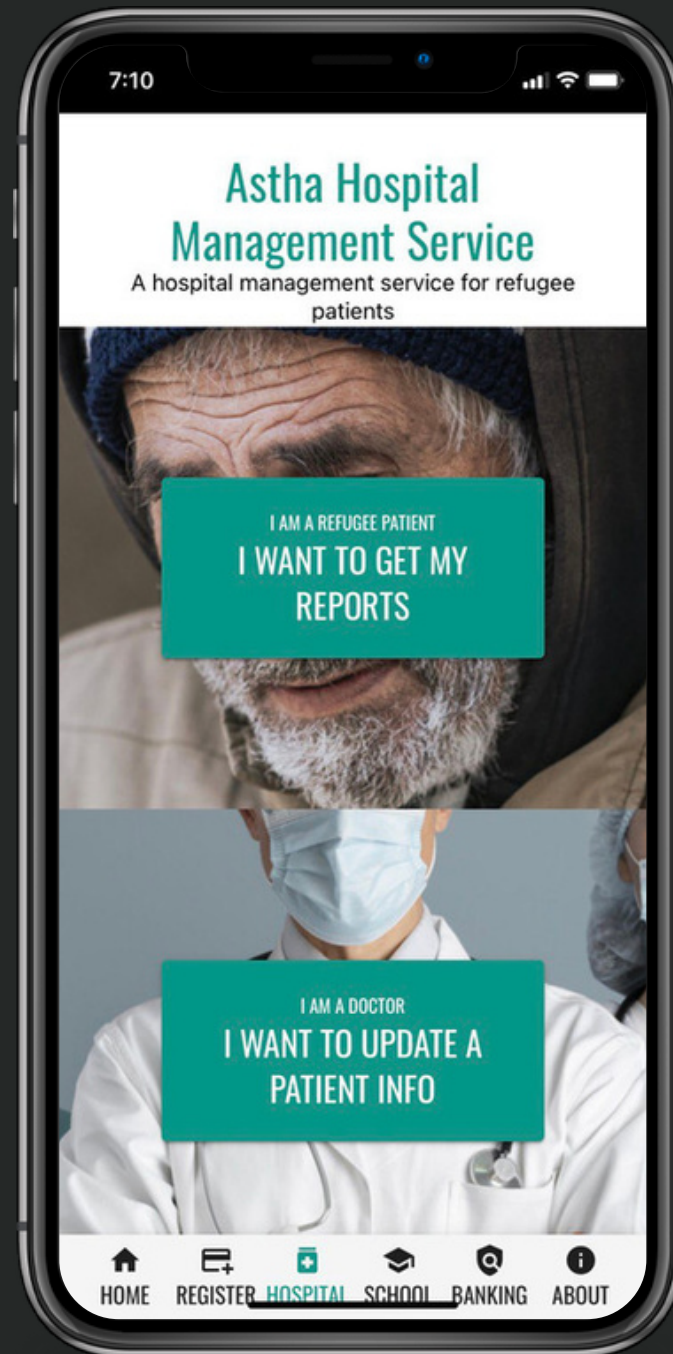 7:10
Astha Hospital
Management Service
A hospital management service for refugee
patients
I AM A REFUGEE PATIENT
I WANT TO GET MY
REPORTS
I AM A DOCTOR
I WANT TO UPDATE A
PATIENT INFO
HOME REGISTER HOSPITAL SCHOOL BANKING ABOUT